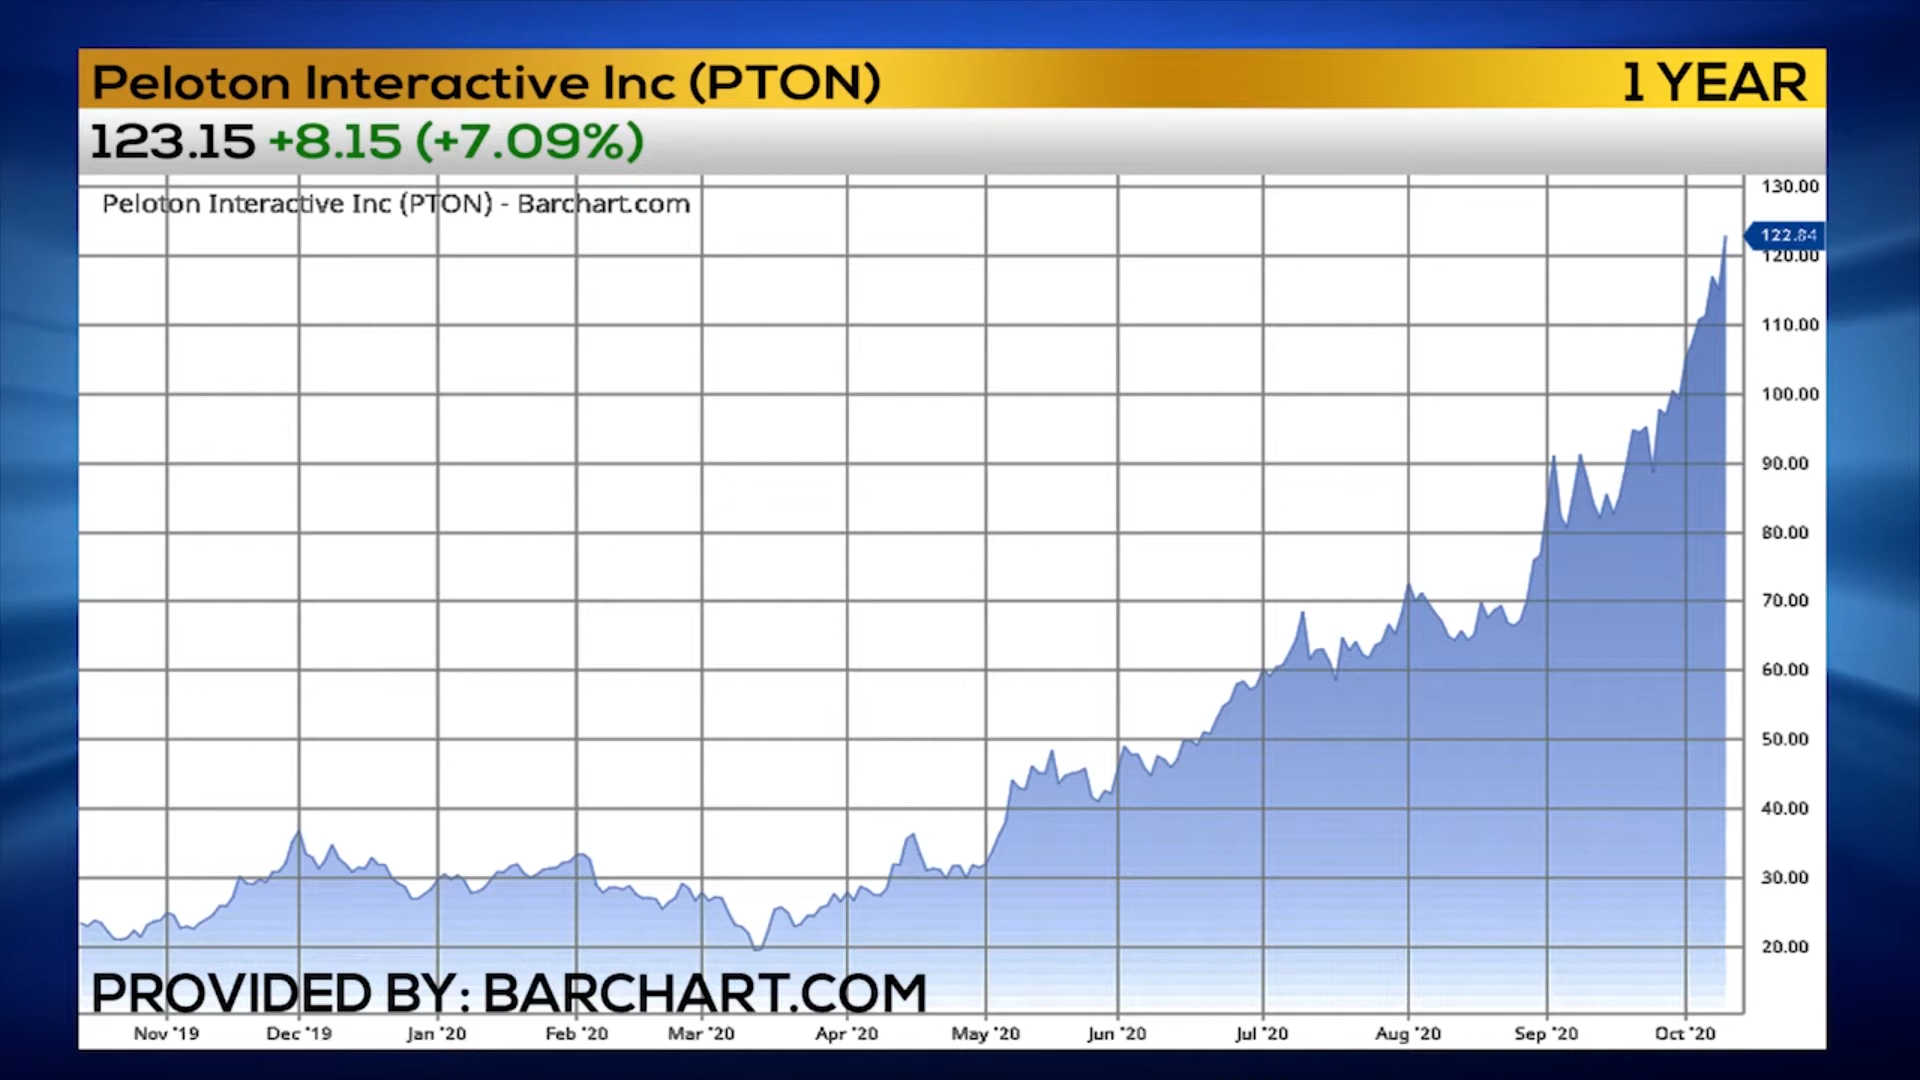 Peloton Interactive Inc (PTON)
1 YEAR
123.15 +8.15 (+7.09%)
Peloton Interactive Inc (PTON) - Barchart.com
130.00
122.84
120.00
110.00
100.00
90.00
80.00
70.00
60.00
50.00
40.00
30.00
20.00
PROVIDED BY: BARCHART.COM
Nov '19 Dec '19 Jan '20 Feb '20 Mar '20 Apr '20 May '20 Jun '20 Jul '20 Aug '20 Sep '20 Oct '20